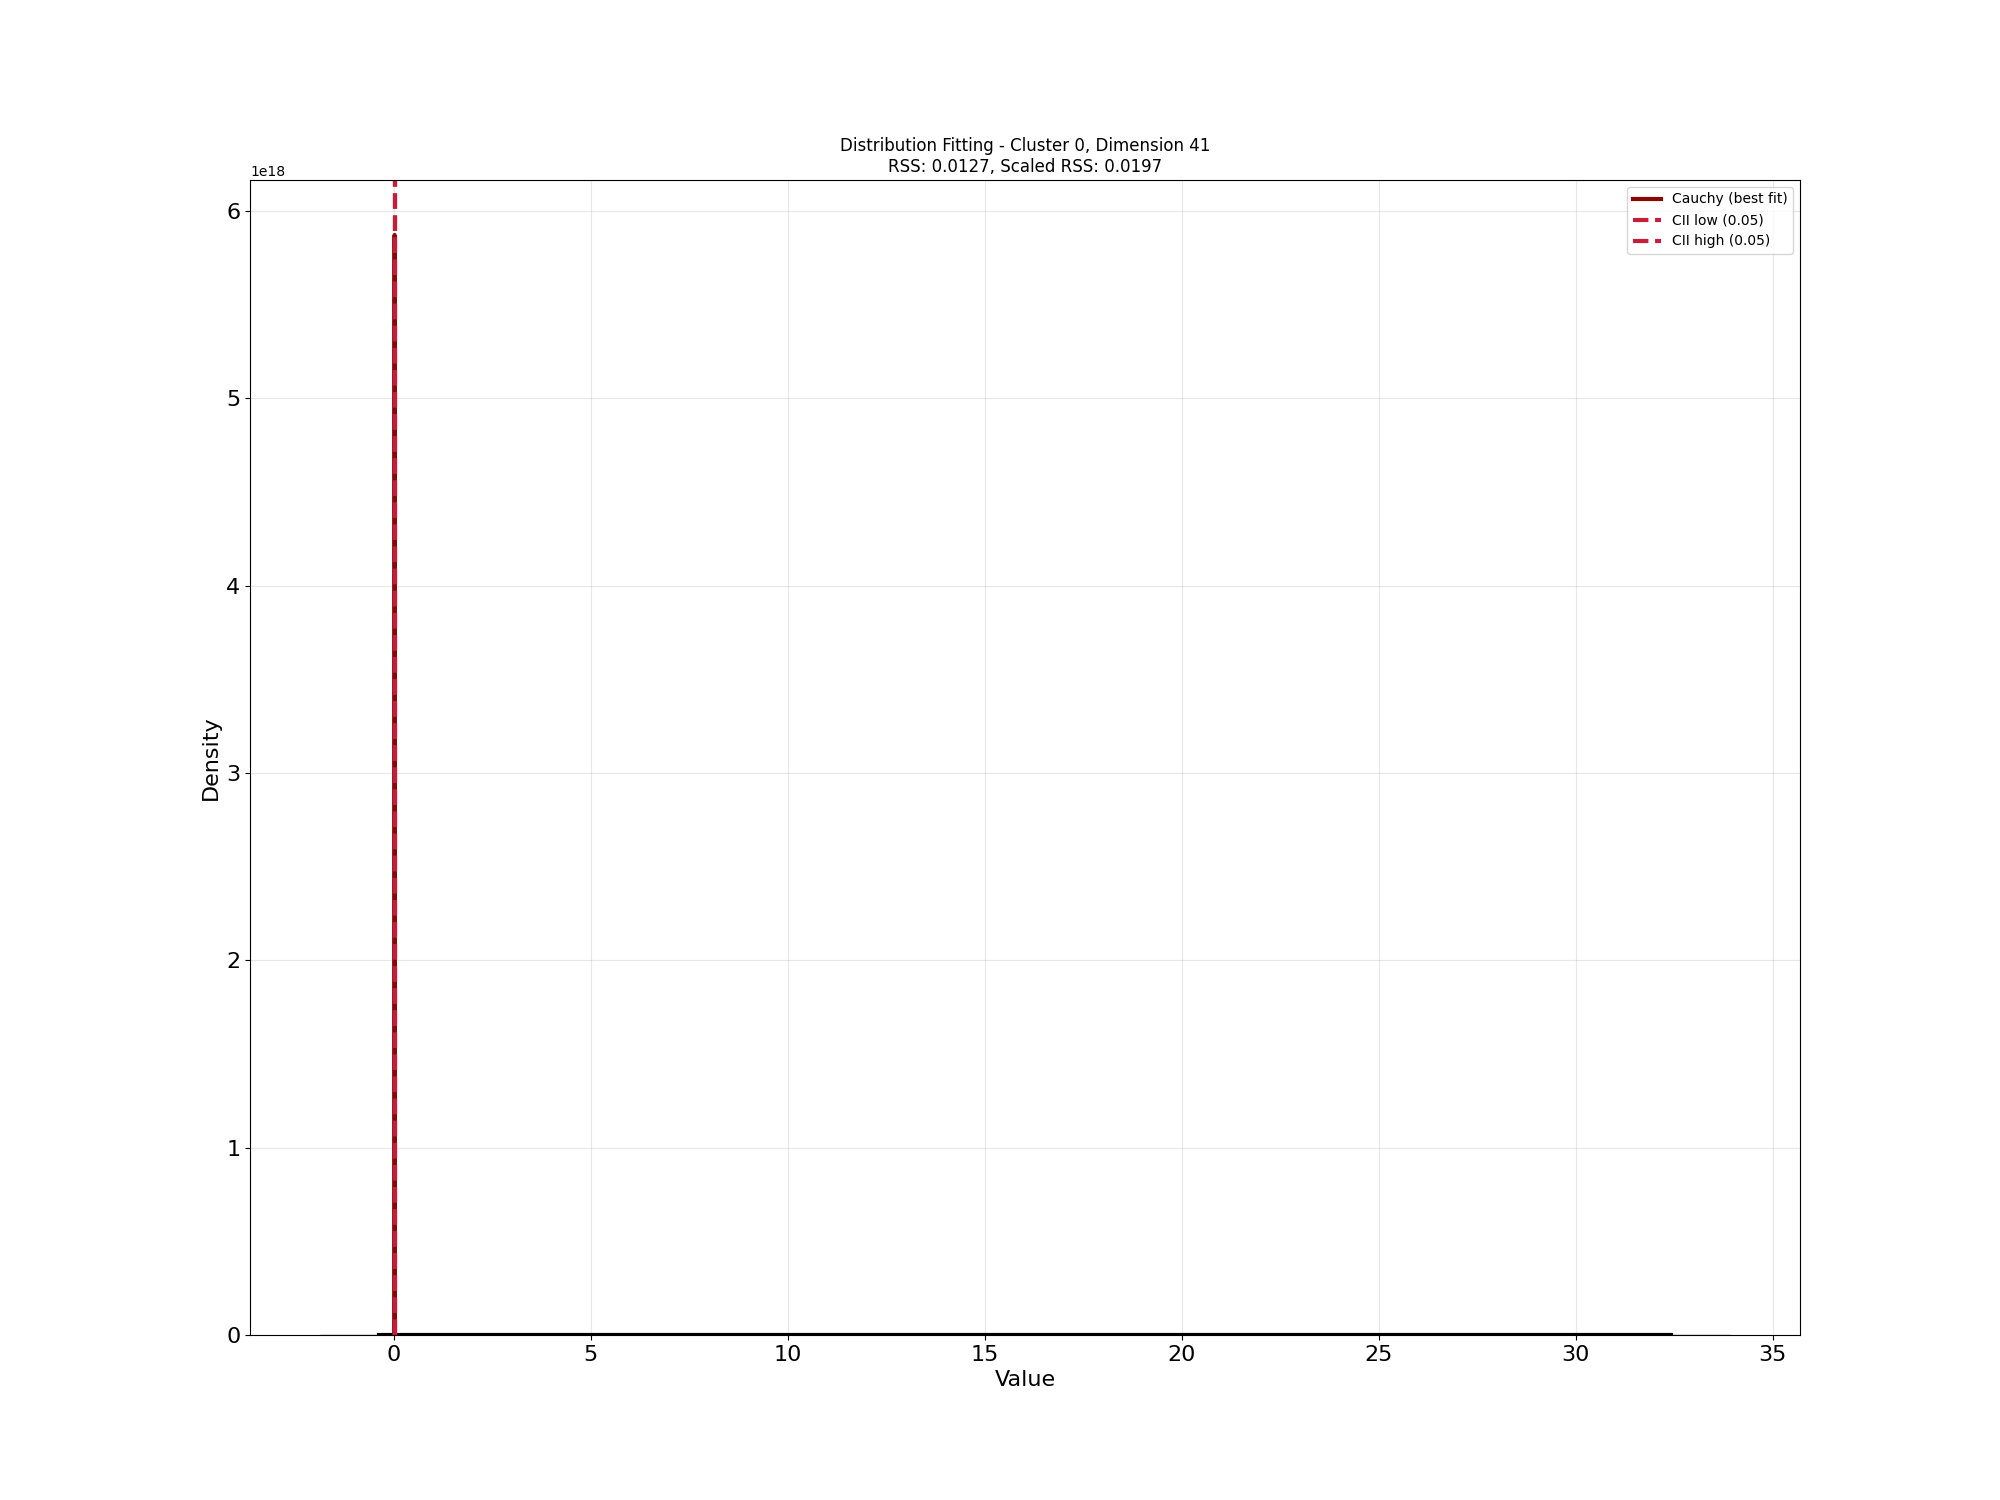 Distribution Fitting - Cluster 0, Dimension 41
RSS: 0.0127, Scaled RSS: 0.0197
1e18
Cauchy (best fit)
CII low (0.05)
CII high (0.05)
6
5
4
3
2
1
0
Density
0 5 10 15 20 25 30 35
Value